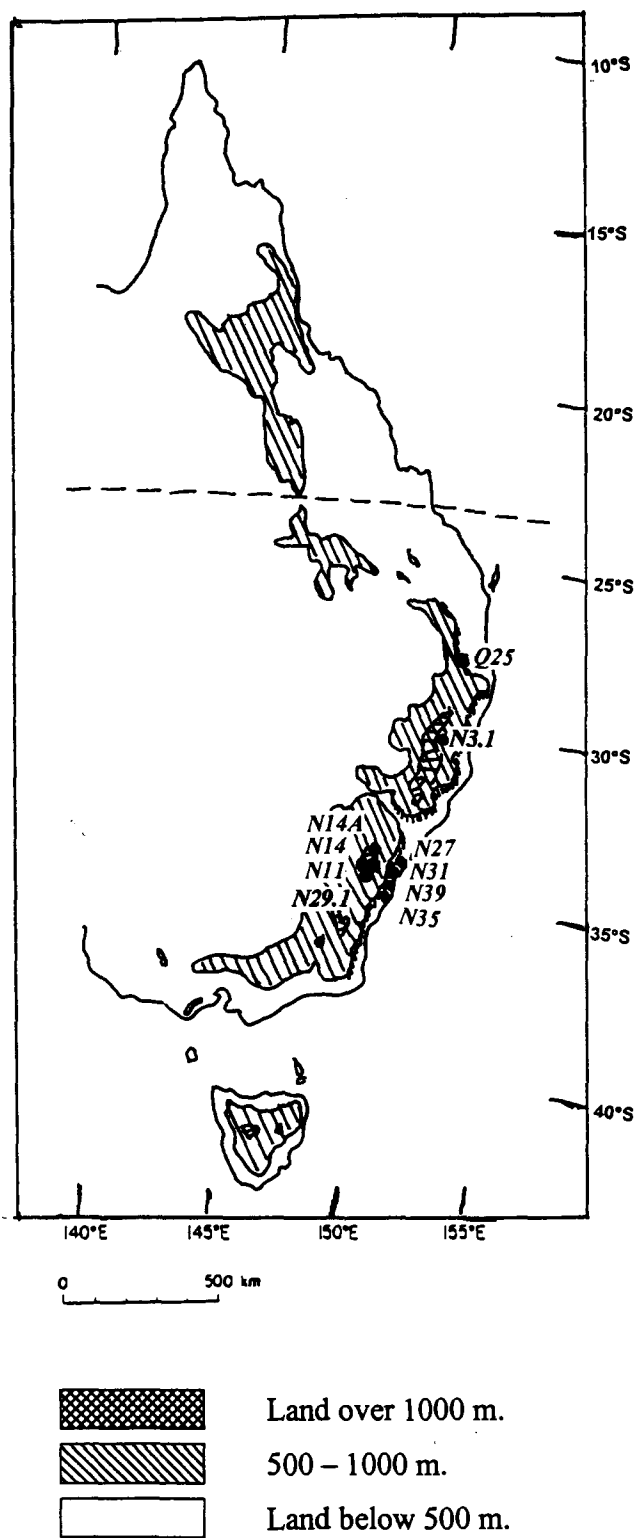 10°S
15°S
20°S
25°S
Q25
N3.1
30°S
N14A
N14
N27
N11
N31
N29.1
N39
N35
35°S
40°S
140°E 145°E 150°E 155°E
0 500 km
Land over 1000 m.
500 – 1000 m.
Land below 500 m.